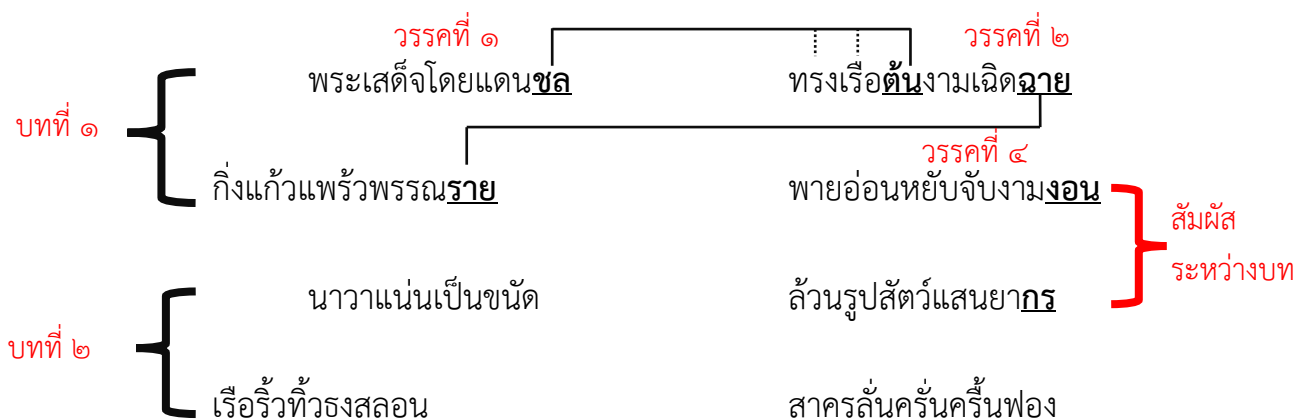 วรรคที่ ๑ วรรคที่ ๒
พระเสด็จโดยแดนชล ทรงเรือต้นงามเฉิดฉาย
บทที่ ๑
วรรคที่ ๔
กิ่งแก้วแพร้วพรรณราย พายอ่อนหยับจับงามงอน
สัมผัส
ระหว่างบท
นาวาแน่นเป็นขนัด ล้วนรูปสัตว์แสนยากร
บทที่ ๒
เรือริ้วทิ้วธงสลอน สาครลั่นครั่นครื้นฟอง